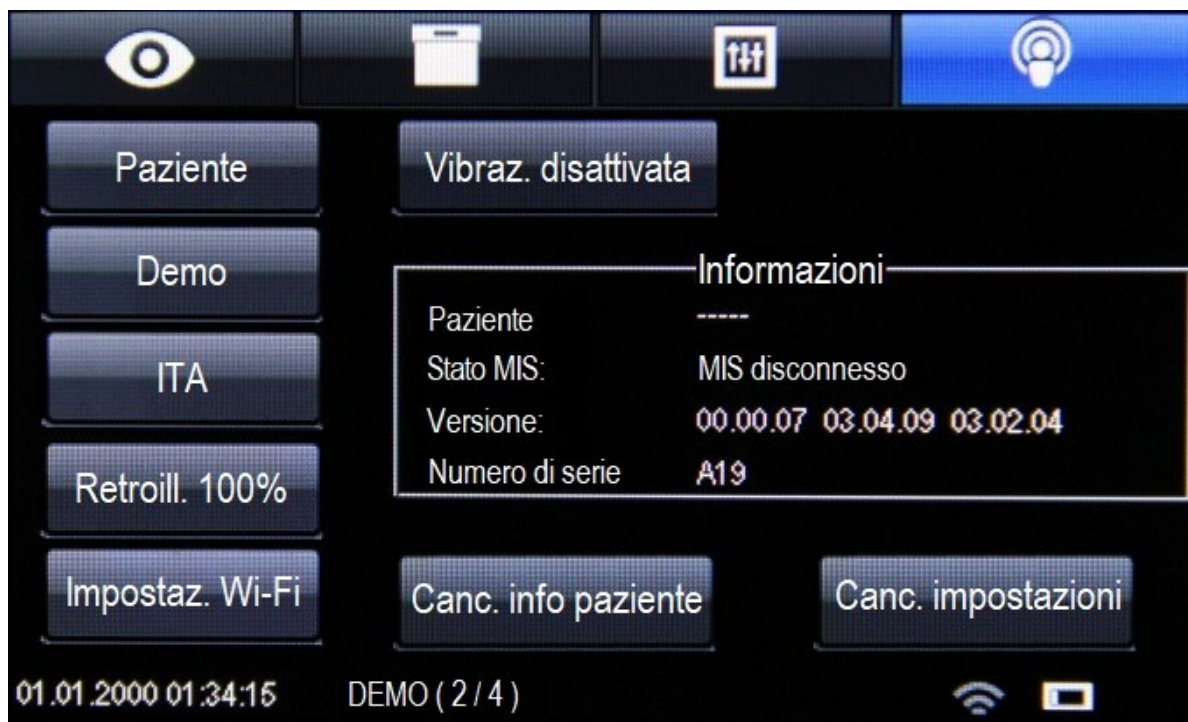 Paziente
Vibraz. disattivata
Demo
Informazioni
Paziente -----
ITA
Stato MIS: MIS disconnesso
Versione: 00.00.07 03.04.09 03.02.04
Numero di serie A19
Retroill. 100%
Impostaz. Wi-Fi
Canc. info paziente
Canc. impostazioni
01.01.2000 01:34:15
DEMO ( 2 / 4 )